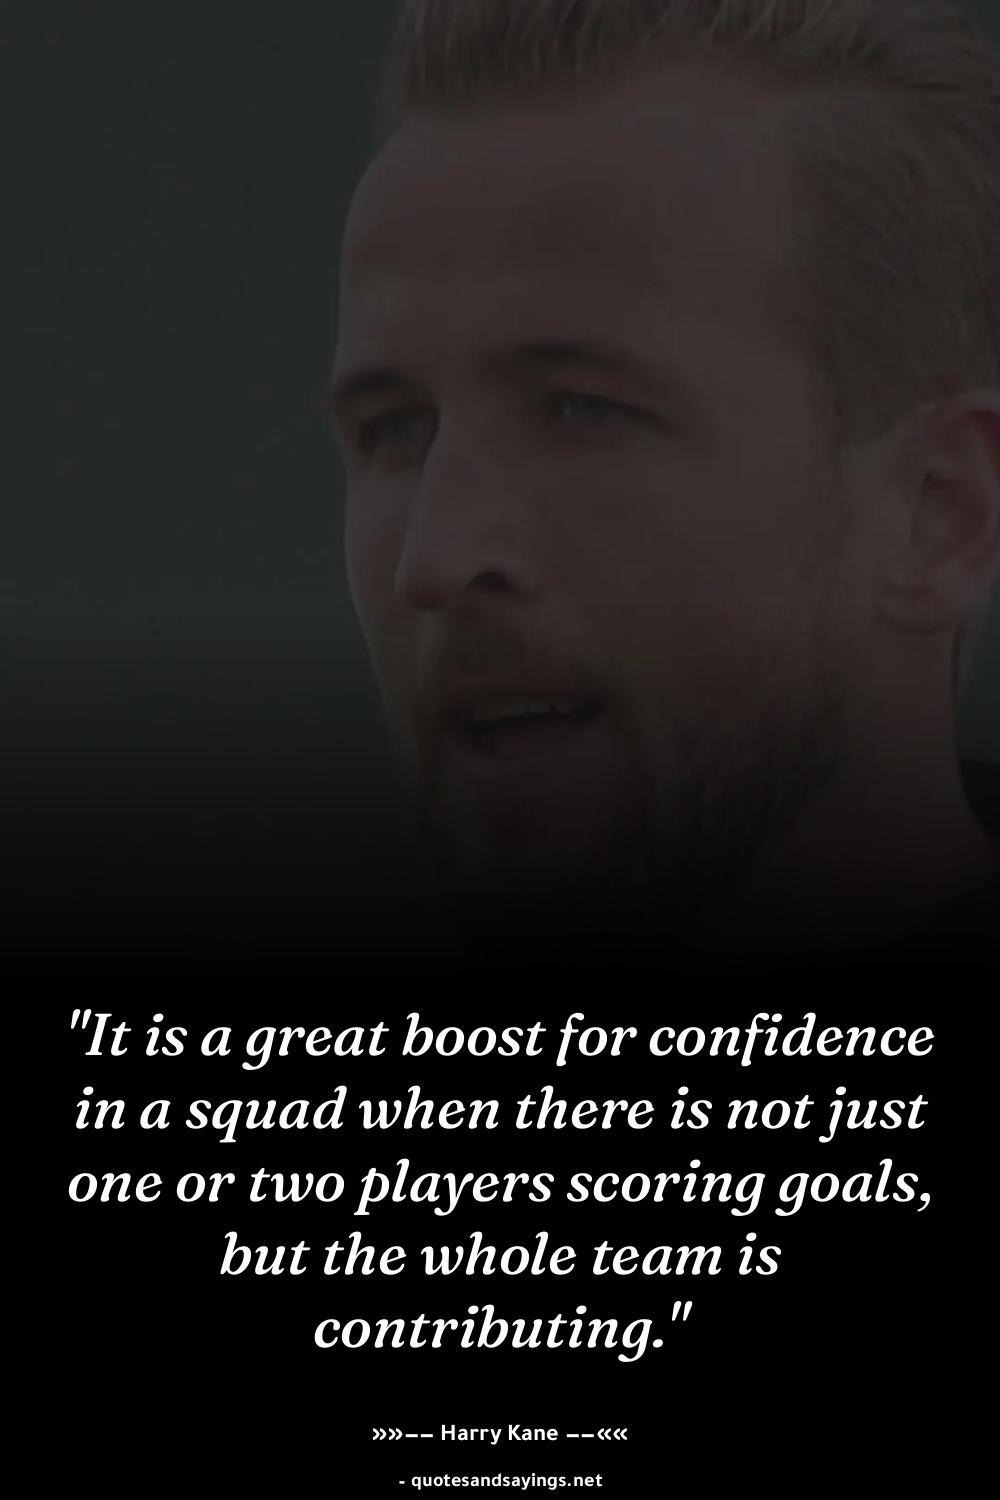 "It is a great boost for confidence
in a squad when there is not just
one or two players scoring goals,
but the whole team is
contributing."
»»−− Harry Kane −−««
- quotesandsayings.net